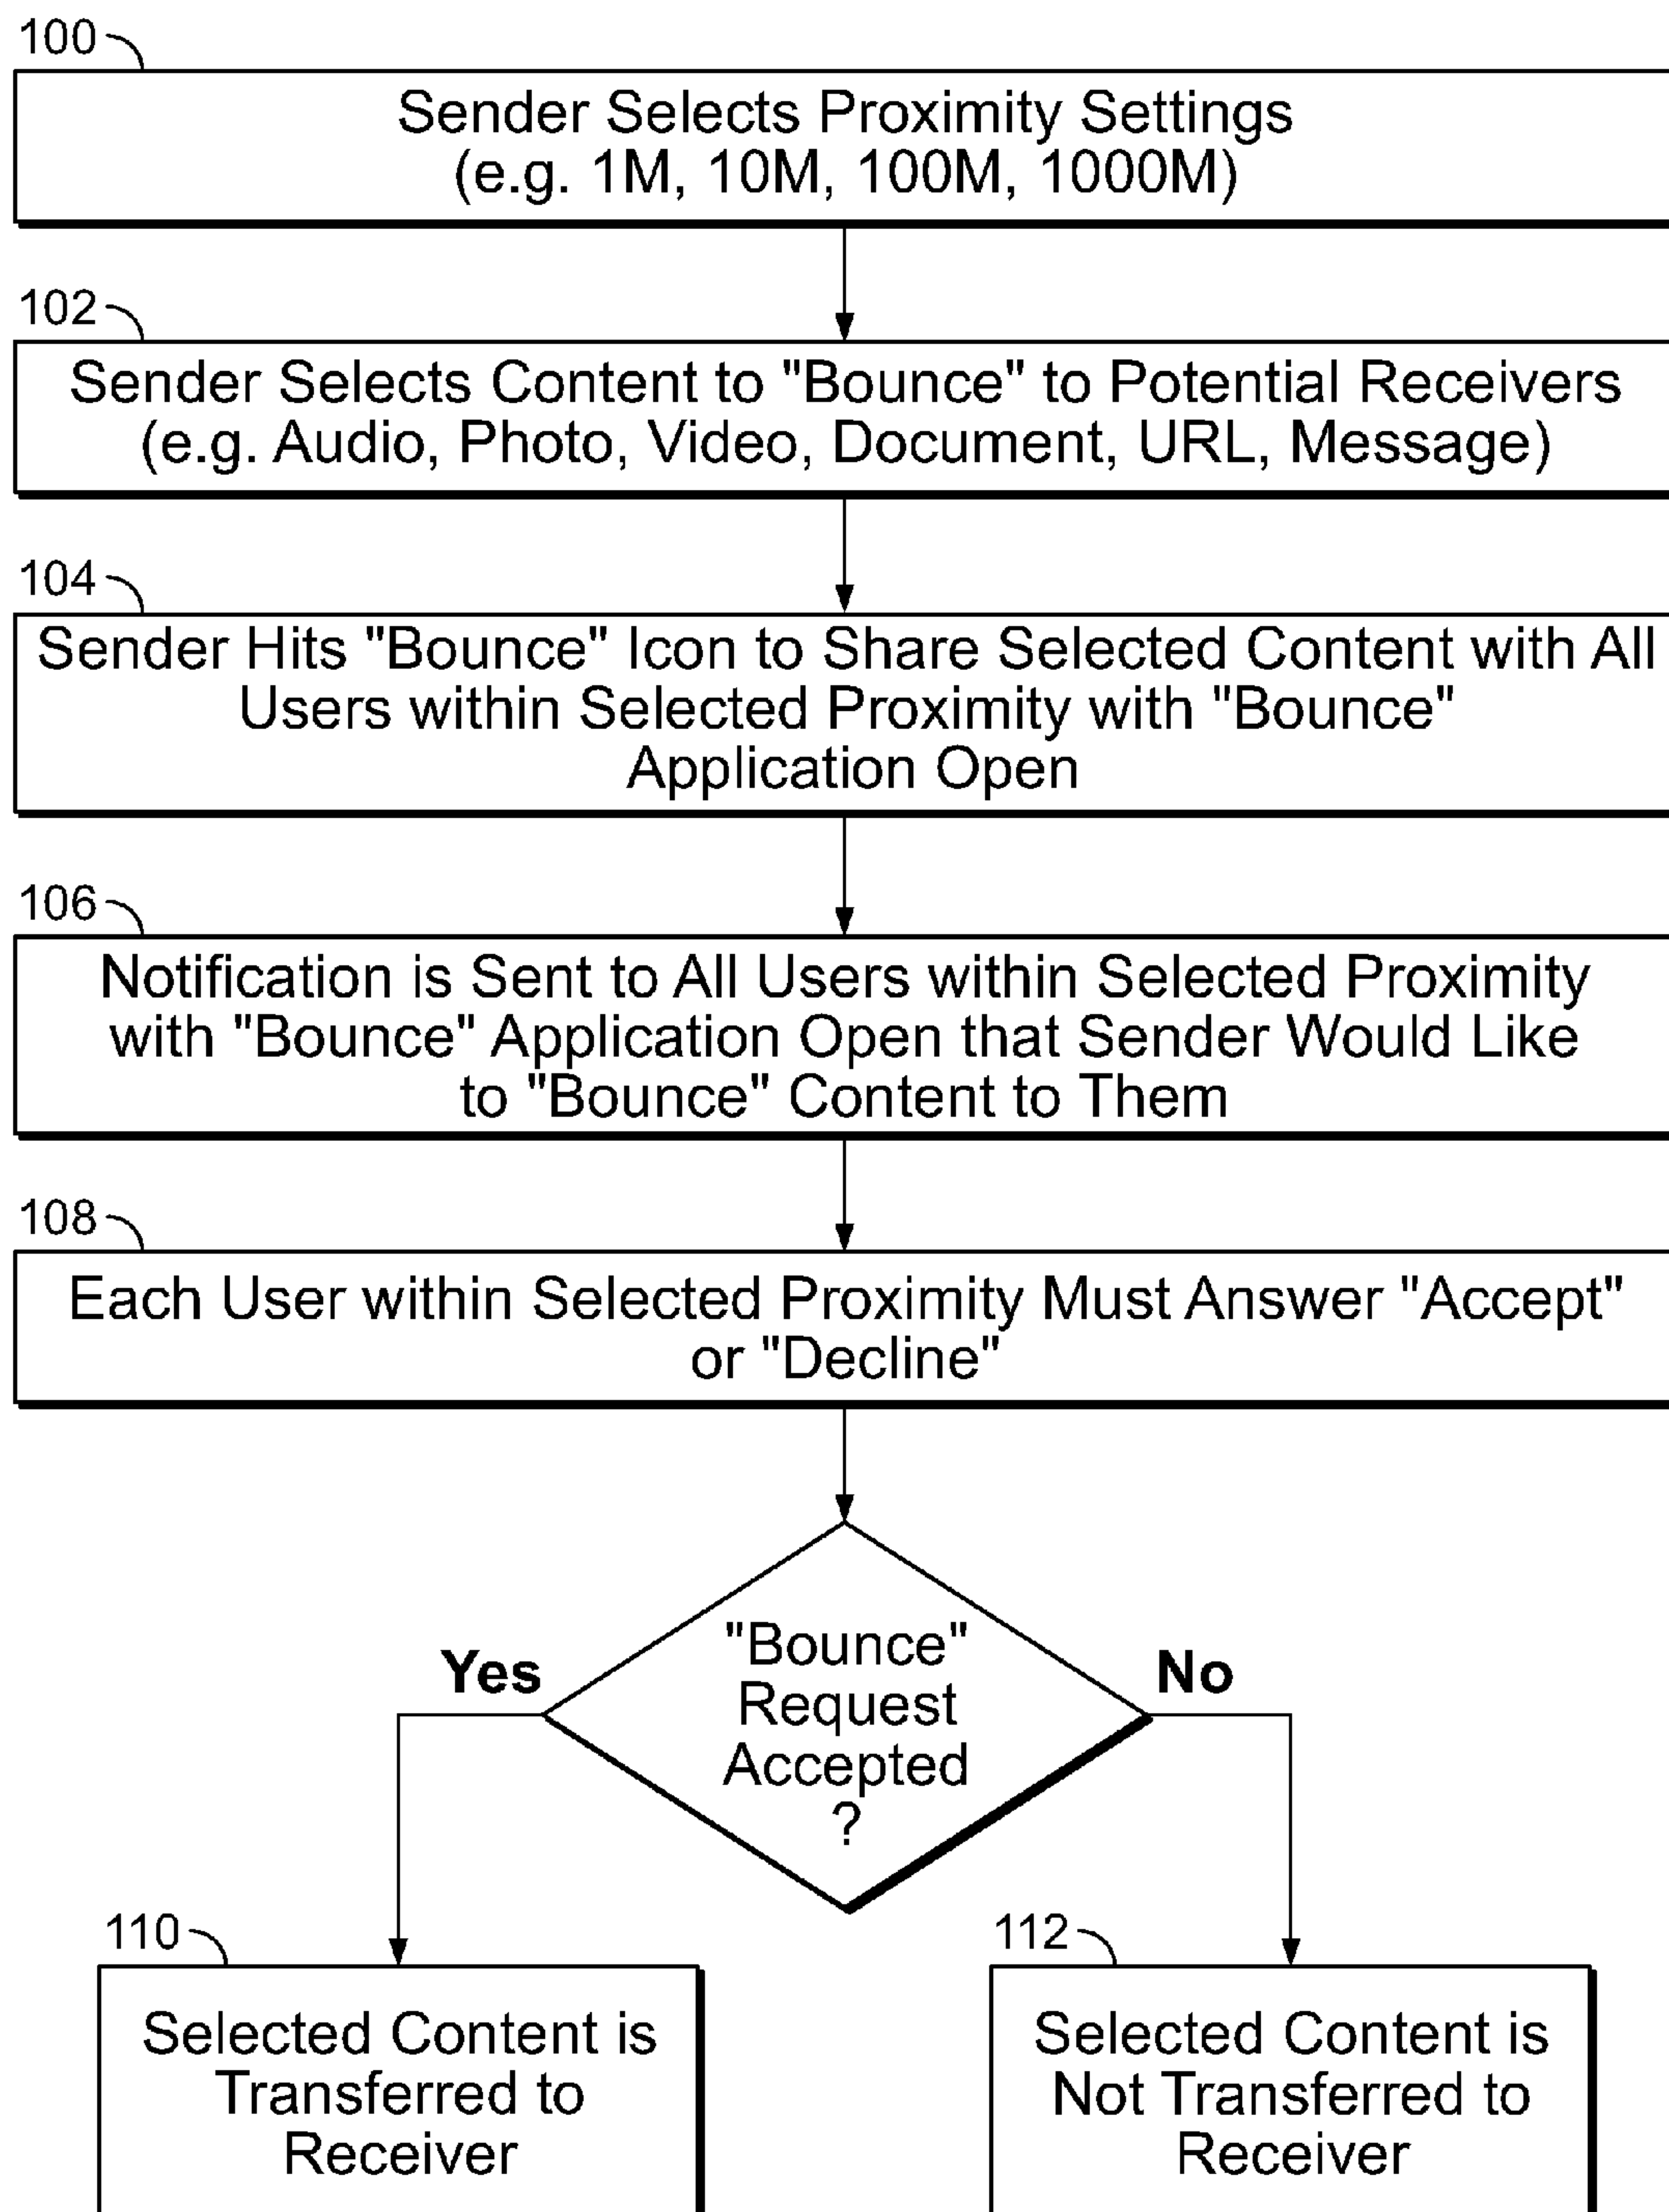 100
Sender Selects Proximity Settings
(e.g. 1M, 10M, 100M, 1000M)
102
Sender Selects Content to "Bounce" to Potential Receivers
(e.g. Audio, Photo, Video, Document, URL, Message)
104
Sender Hits "Bounce" Icon to Share Selected Content with All
Users within Selected Proximity with "Bounce"
Application Open
106
Notification is Sent to All Users within Selected Proximity
with "Bounce" Application Open that Sender Would Like
to "Bounce" Content to Them
108
Each User within Selected Proximity Must Answer "Accept"
or "Decline"
"Bounce"
Request
Accepted
?
Yes
No
110
Selected Content is
Transferred to
Receiver
112
Selected Content is
Not Transferred to
Receiver